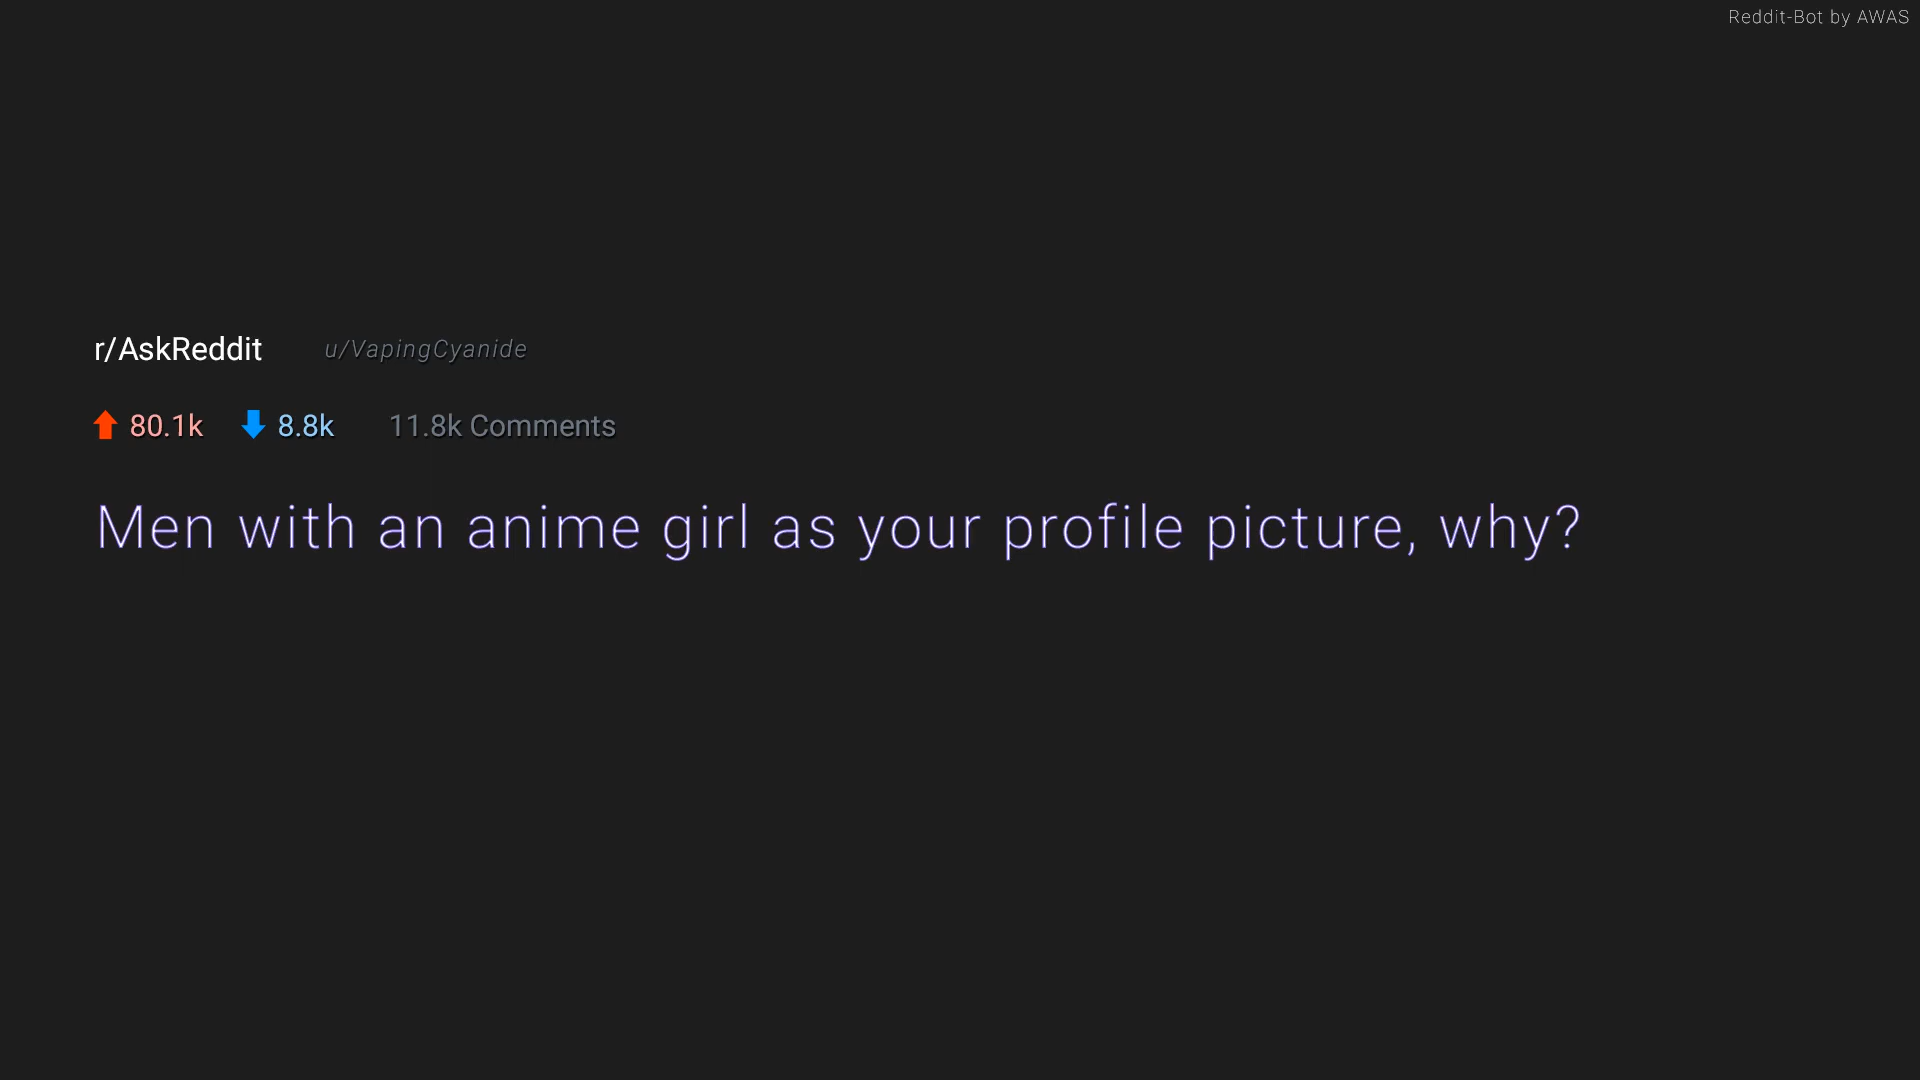 Reddit-Bot by AWAS
r/AskReddit u/VapingCyanide
80.1k 8.8k 11.8k Comments
Men with an anime girl as your profile picture, why?